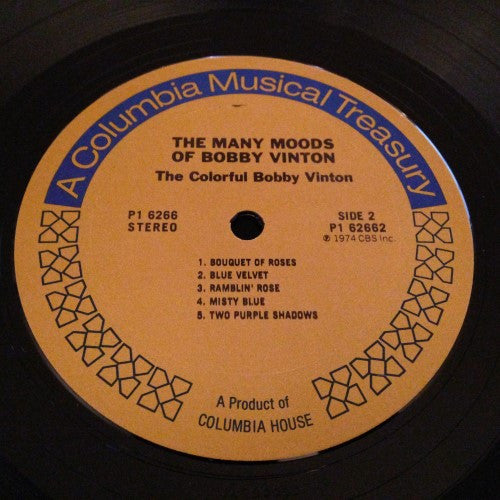 A Columbia Musical Treasury
THE MANY MOODS
OF BOBBY VINTON
The Colorful Bobby Vinton
P1 6266
STEREO
SIDE 2
P1 62662
℗ 1974 CBS Inc.
1. BOUQUET OF ROSES
2. BLUE VELVET
3. RAMBLIN' ROSE
4. MISTY BLUE
5. TWO PURPLE SHADOWS
A Product of
COLUMBIA HOUSE